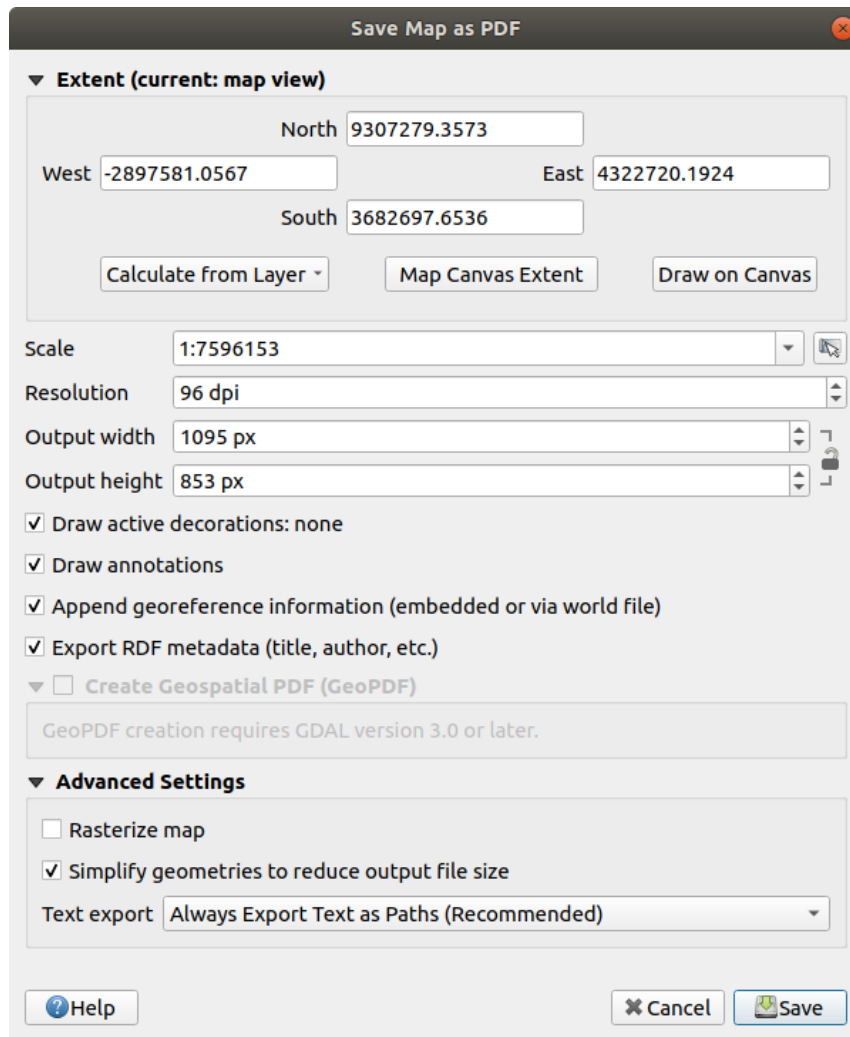 Save Map as PDF
Extent (current: map view)
North 9307279.3573
West -2897581.0567 East 4322720.1924
South 3682697.6536
Calculate from Layer Map Canvas Extent Draw on Canvas
Scale 1:7596153
Resolution 96 dpi
Output width 1095 px
Output height 853 px
Draw active decorations: none
Draw annotations
Append georeference information (embedded or via world file)
Export RDF metadata (title, author, etc.)
Create Geospatial PDF (GeoPDF)
GeoPDF creation requires GDAL version 3.0 or later.
Advanced Settings
Rasterize map
Simplify geometries to reduce output file size
Text export Always Export Text as Paths (Recommended)
Help Cancel Save